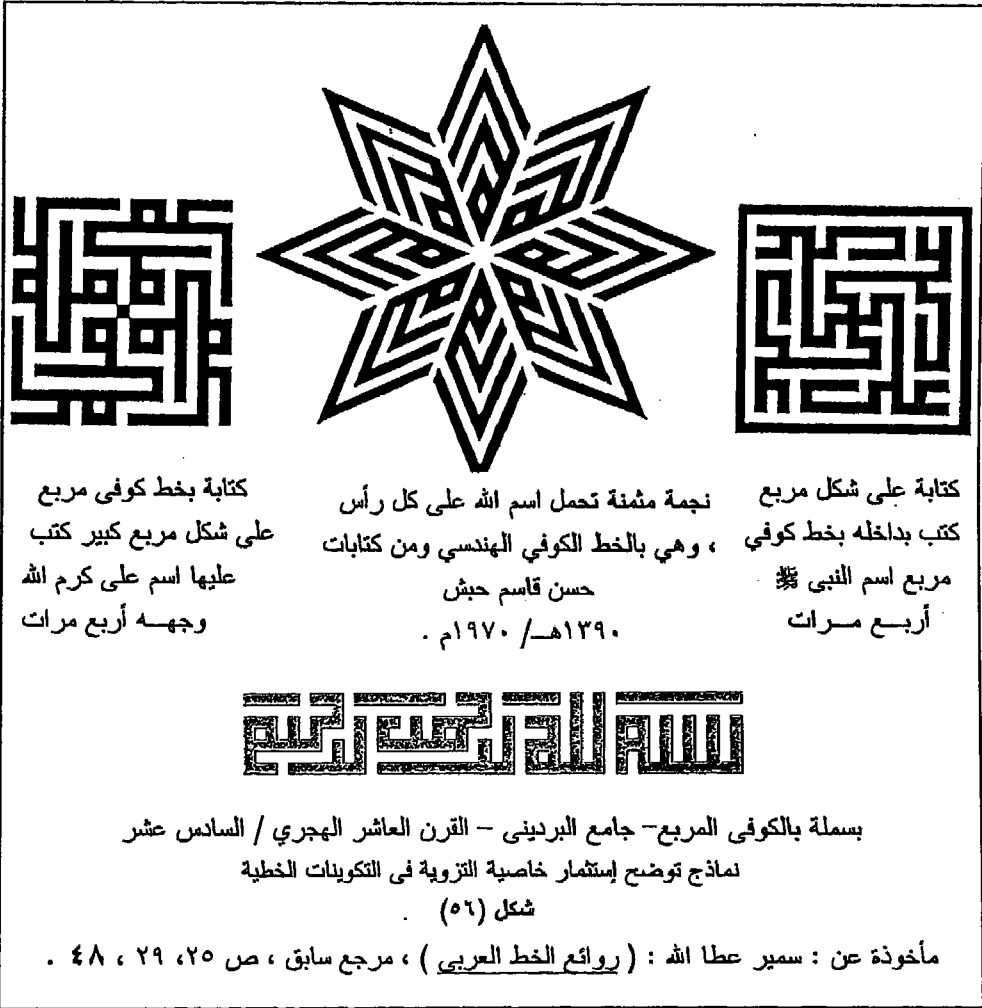 كتابة على شكل مربع
كتب بداخله بخط كوفي
مربع اسم النبى ﷺ
أربـــع مـــرات
نجمة مثمنة تحمل اسم الله على كل رأس
، وهي بالخط الكوفي الهندسي ومن كتابات
حسن قاسم حبش
١٣٩٠هـ/ ١٩٧٠م .
كتابة بخط كوفى مربع
على شكل مربع كبير كتب
عليها اسم على كرم الله
وجهـــه أربع مرات
بسملة بالكوفى المربع– جامع البردينى – القرن العاشر الهجري / السادس عشر
نماذج توضح إستثمار خاصية التزوية فى التكوينات الخطية
شكل (٥٦) .
مأخوذة عن : سمير عطا الله : ( روائع الخط العربى ) ، مرجع سابق ، ص ٢٥، ٢٩ ، ٤٨ .